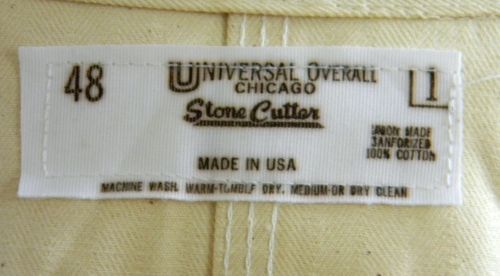 48
UNIVERSAL OVERALL
1
CHICAGO
Stone Cutter
UNION MADE
SANFORIZED
100% COTTON
MADE IN USA
MACHINE WASH. WARM-TUMBLE DRY. MEDIUM-OR DRY CLEAN